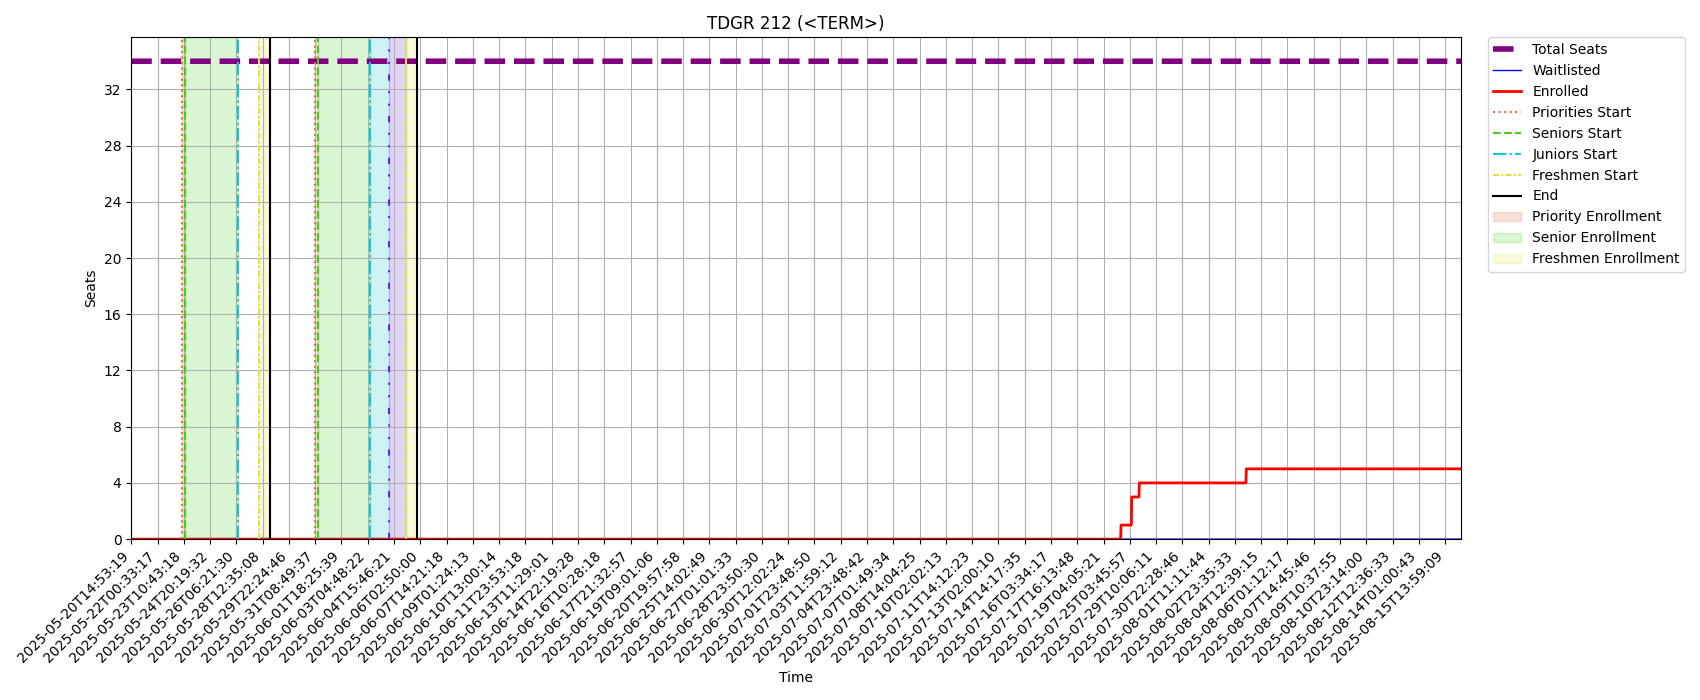 TDGR 212 (<TERM>)
Total Seats
Waitlisted
Enrolled
Priorities Start
Seniors Start
Juniors Start
Freshmen Start
End
Priority Enrollment
Senior Enrollment
Freshmen Enrollment
Seats
32
28
24
20
16
12
8
4
0
2025-05-20T14:53:19
2025-05-22T00:33:17
2025-05-23T10:43:18
2025-05-24T20:19:32
2025-05-26T06:21:30
2025-05-28T12:35:08
2025-05-29T22:24:46
2025-05-31T08:49:37
2025-06-01T18:25:39
2025-06-03T04:48:22
2025-06-04T15:46:21
2025-06-06T02:50:00
2025-06-07T14:21:18
2025-06-09T01:24:13
2025-06-10T13:00:14
2025-06-11T23:53:18
2025-06-13T11:29:01
2025-06-14T22:19:28
2025-06-16T10:28:18
2025-06-17T21:32:57
2025-06-19T09:01:06
2025-06-20T19:57:58
2025-06-25T14:02:49
2025-06-27T01:01:33
2025-06-28T23:50:30
2025-06-30T12:02:24
2025-07-01T23:48:50
2025-07-03T11:59:12
2025-07-04T23:48:42
2025-07-07T01:49:34
2025-07-08T14:04:25
2025-07-10T02:02:13
2025-07-11T14:12:23
2025-07-13T02:00:10
2025-07-14T14:17:35
2025-07-16T03:34:17
2025-07-17T16:13:48
2025-07-19T04:05:21
2025-07-25T03:45:57
2025-07-29T10:06:11
2025-07-30T22:28:46
2025-08-01T11:11:44
2025-08-02T23:35:33
2025-08-04T12:39:15
2025-08-06T01:12:17
2025-08-07T14:45:46
2025-08-09T10:37:55
2025-08-10T23:14:00
2025-08-12T12:36:33
2025-08-14T01:00:43
2025-08-15T13:59:09
Time